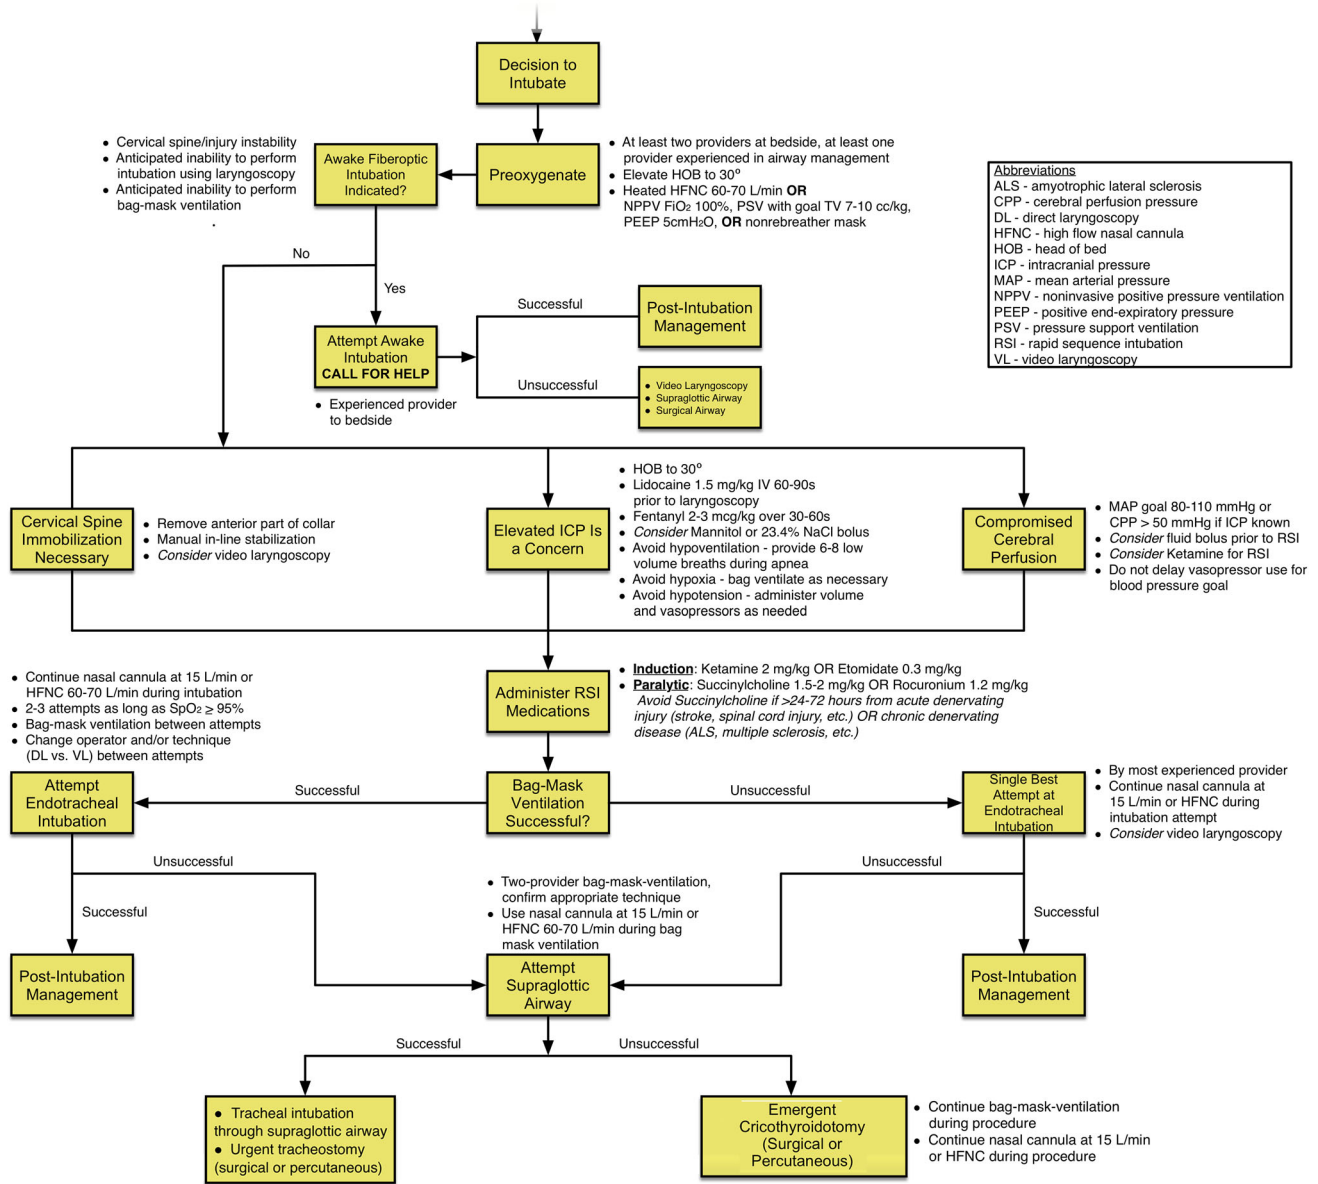 Decision to
Intubate
• Cervical spine/injury instability
• Anticipated inability to perform
intubation using laryngoscopy
• Anticipated inability to perform
bag-mask ventilation
Awake Fiberoptic
Intubation
Indicated?
Preoxygenate
• At least two providers at bedside, at least one
provider experienced in airway management
• Elevate HOB to 30º
• Heated HFNC 60-70 L/min OR
NPPV FiO2 100%, PSV with goal TV 7-10 cc/kg,
PEEP 5cmH2O, OR nonrebreather mask
Abbreviations
ALS - amyotrophic lateral sclerosis
CPP - cerebral perfusion pressure
DL - direct laryngoscopy
HFNC - high flow nasal cannula
HOB - head of bed
ICP - intracranial pressure
MAP - mean arterial pressure
NPPV - noninvasive positive pressure ventilation
PEEP - positive end-expiratory pressure
PSV - pressure support ventilation
RSI - rapid sequence intubation
VL - video laryngoscopy
No
Yes
Attempt Awake
Intubation
CALL FOR HELP
• Experienced provider
to bedside
Successful
Post-Intubation
Management
Unsuccessful
• Video Laryngoscopy
• Supraglottic Airway
• Surgical Airway
Cervical Spine
Immobilization
Necessary
• Remove anterior part of collar
• Manual in-line stabilization
• Consider video laryngoscopy
Elevated ICP Is
a Concern
• HOB to 30º
• Lidocaine 1.5 mg/kg IV 60-90s
prior to laryngoscopy
• Fentanyl 2-3 mcg/kg over 30-60s
• Consider Mannitol or 23.4% NaCl bolus
• Avoid hypoventilation - provide 6-8 low
volume breaths during apnea
• Avoid hypoxia - bag ventilate as necessary
• Avoid hypotension - administer volume
and vasopressors as needed
Compromised
Cerebral
Perfusion
• MAP goal 80-110 mmHg or
CPP > 50 mmHg if ICP known
• Consider fluid bolus prior to RSI
• Consider Ketamine for RSI
• Do not delay vasopressor use for
blood pressure goal
Administer RSI
Medications
• Induction: Ketamine 2 mg/kg OR Etomidate 0.3 mg/kg
• Paralytic: Succinylcholine 1.5-2 mg/kg OR Rocuronium 1.2 mg/kg
Avoid Succinylcholine if >24-72 hours from acute denervating
injury (stroke, spinal cord injury, etc.) OR chronic denervating
disease (ALS, multiple sclerosis, etc.)
• Continue nasal cannula at 15 L/min or
HFNC 60-70 L/min during intubation
• 2-3 attempts as long as SpO2 ≥ 95%
• Bag-mask ventilation between attempts
• Change operator and/or technique
(DL vs. VL) between attempts
Attempt
Endotracheal
Intubation
Successful
Bag-Mask
Ventilation
Successful?
Unsuccessful
Single Best
Attempt at
Endotracheal
Intubation
• By most experienced provider
• Continue nasal cannula at
15 L/min or HFNC during
intubation attempt
• Consider video laryngoscopy
Unsuccessful
Successful
Post-Intubation
Management
• Two-provider bag-mask-ventilation,
confirm appropriate technique
• Use nasal cannula at 15 L/min or
HFNC 60-70 L/min during bag
mask ventilation
Attempt
Supraglottic
Airway
Unsuccessful
Successful
Post-Intubation
Management
Successful
Unsuccessful
• Tracheal intubation
through supraglottic airway
• Urgent tracheostomy
(surgical or percutaneous)
Emergent
Cricothyroidotomy
(Surgical or
Percutaneous)
• Continue bag-mask-ventilation
during procedure
• Continue nasal cannula at 15 L/min
or HFNC during procedure